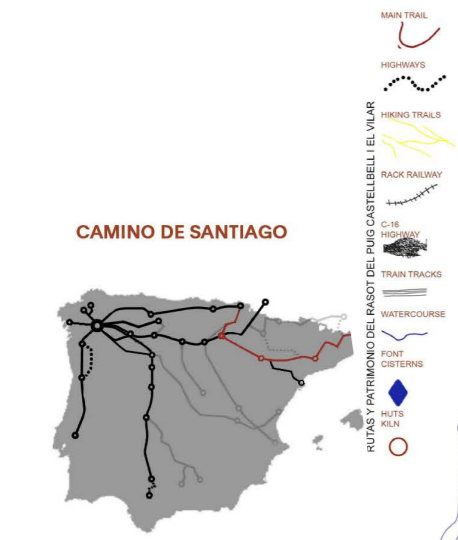 MAIN TRAIL
HIGHWAYS
HIKING TRAILS
RACK RAILWAY
C-16
HIGHWAY
TRAIN TRACKS
WATERCOURSE
FONT
CISTERNS
HUTS
KILN
RUTAS Y PATRIMONIO DEL RASOT DEL PUIG CASTELLBELL I EL VILAR
CAMINO DE SANTIAGO